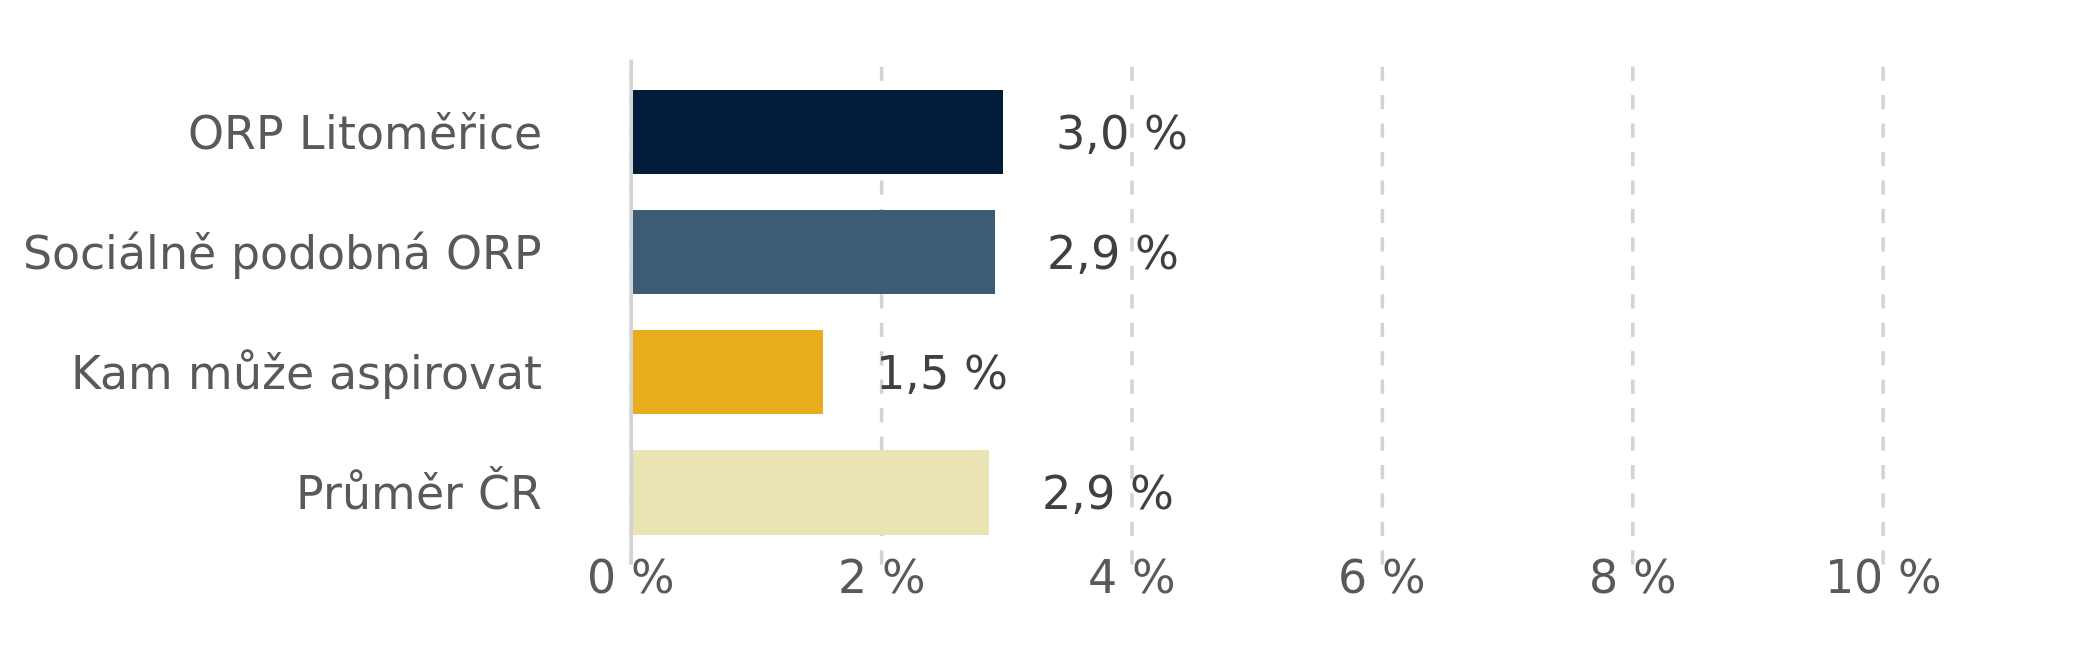 ORP Litoměřice 3,0 %
Sociálně podobná ORP 2,9 %
Kam může aspirovat 1,5 %
Průměr ČR 2,9 %
0 % 2 % 4 % 6 % 8 % 10 %